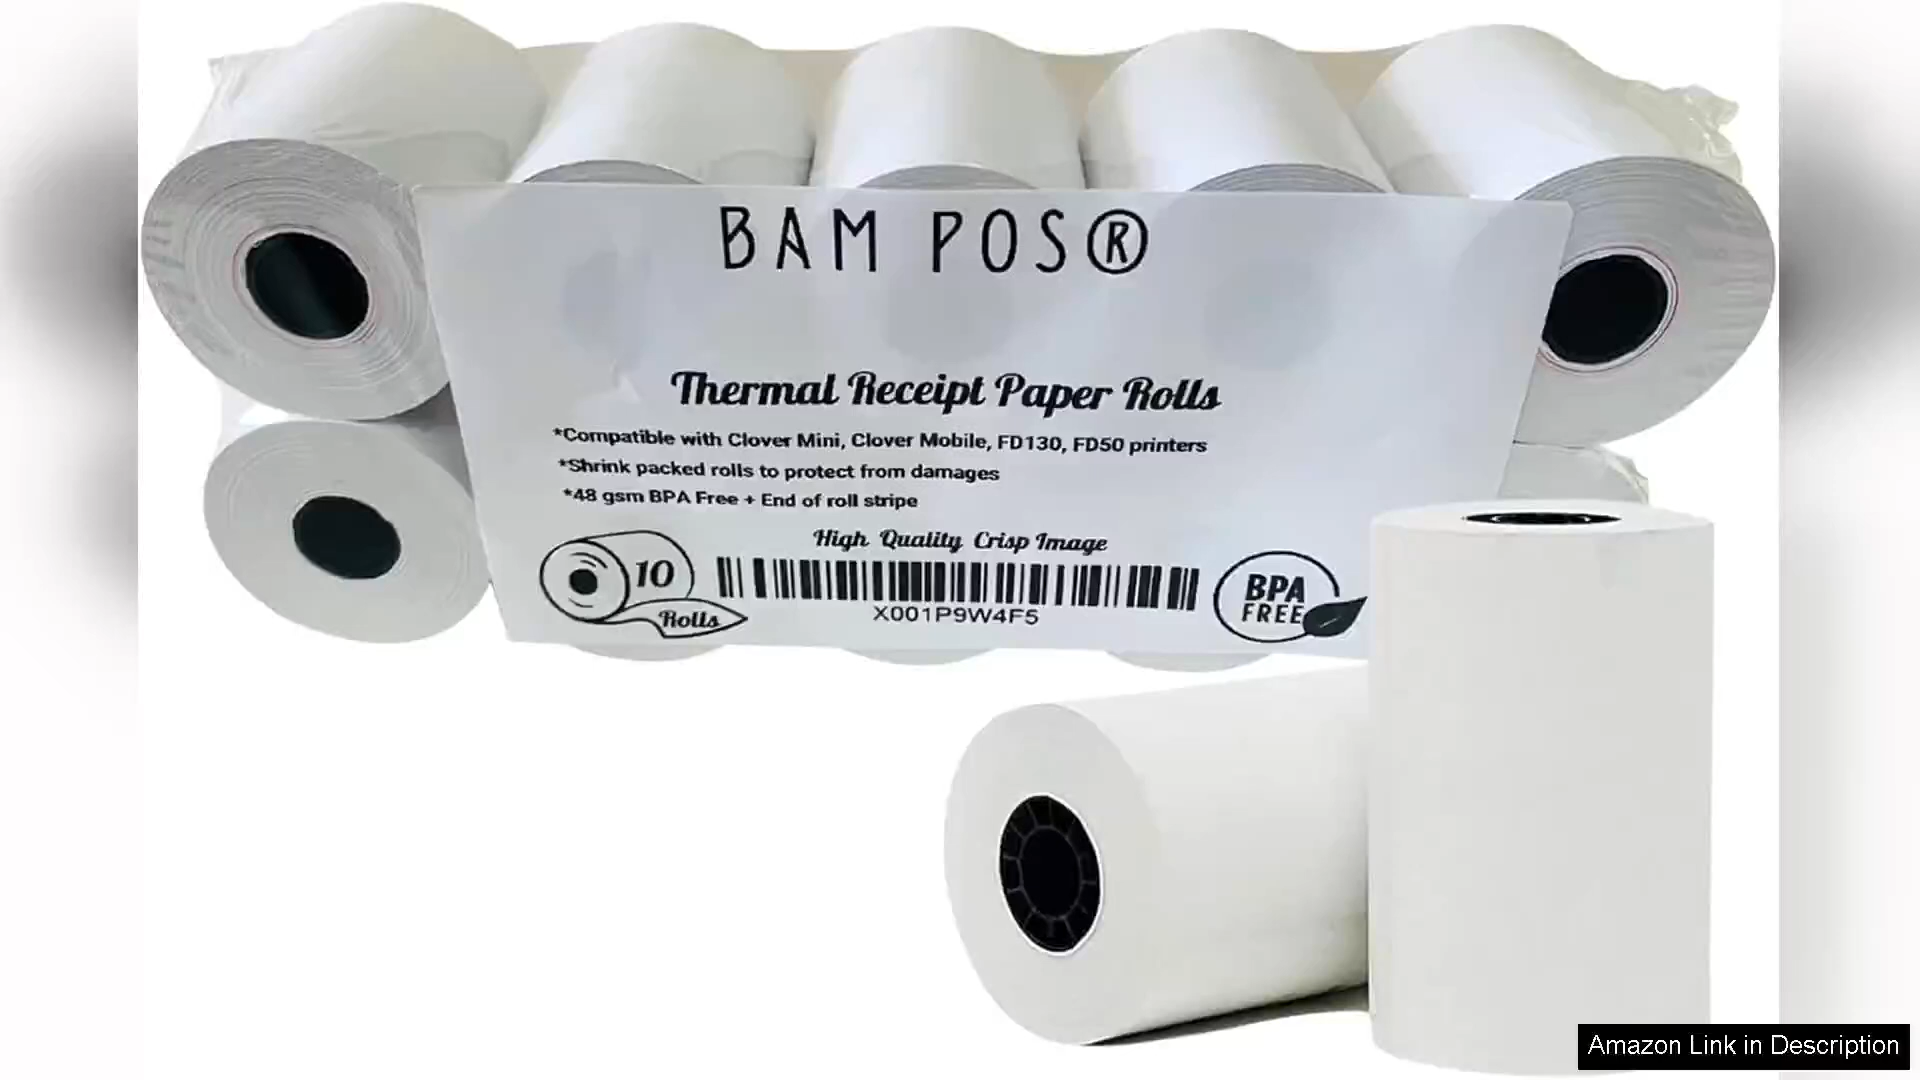 BAM POS®
Thermal Receipt Paper Rolls
*Compatible with Clover Mini, Clover Mobile, FD130, FD50 printers
*Shrink packed rolls to protect from damages
*48 gsm BPA Free + End of roll stripe
High Quality Crisp Image
10
Rolls
X001P9W4F5
BPA
FREE
Amazon Link in Description